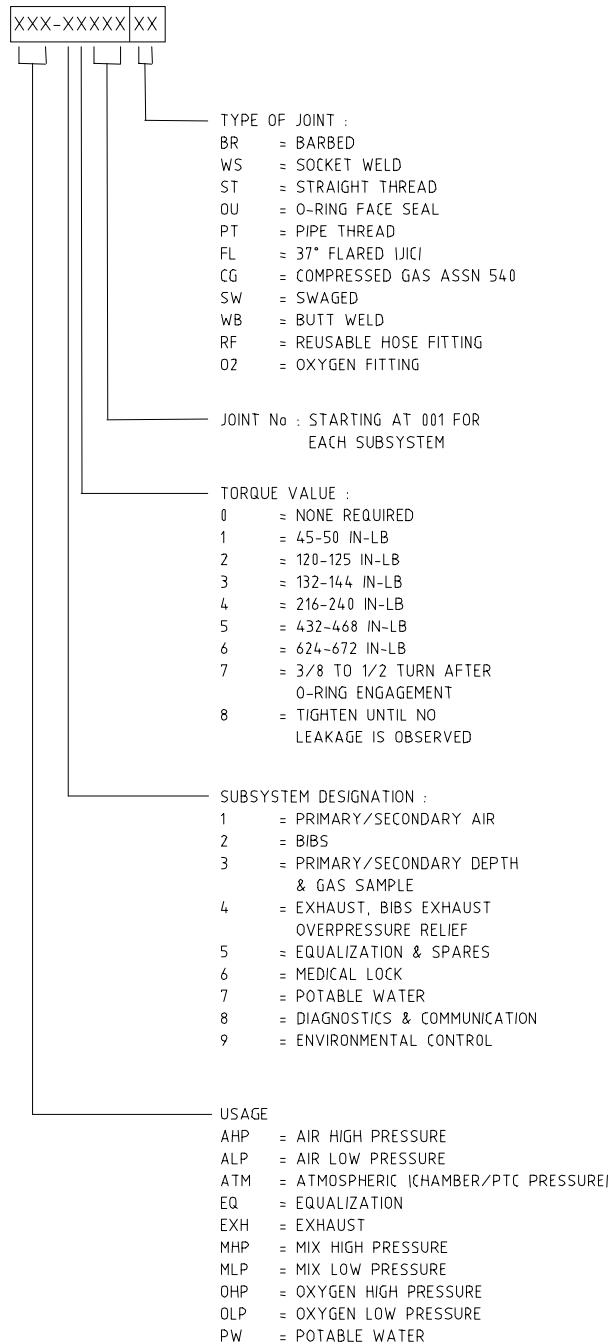 XXX-XXXXX XX
TYPE OF JOINT :
BR = BARBED
WS = SOCKET WELD
ST = STRAIGHT THREAD
OU = O-RING FACE SEAL
PT = PIPE THREAD
FL = 37° FLARED (JIC)
CG = COMPRESSED GAS ASSN 540
SW = SWAGED
WB = BUTT WELD
RF = REUSABLE HOSE FITTING
O2 = OXYGEN FITTING
JOINT No : STARTING AT 001 FOR
EACH SUBSYSTEM
TORQUE VALUE :
0 = NONE REQUIRED
1 = 45-50 IN-LB
2 = 120-125 IN-LB
3 = 132-144 IN-LB
4 = 216-240 IN-LB
5 = 432-468 IN-LB
6 = 624-672 IN-LB
7 = 3/8 TO 1/2 TURN AFTER
O-RING ENGAGEMENT
8 = TIGHTEN UNTIL NO
LEAKAGE IS OBSERVED
SUBSYSTEM DESIGNATION :
1 = PRIMARY/SECONDARY AIR
2 = BIBS
3 = PRIMARY/SECONDARY DEPTH
& GAS SAMPLE
4 = EXHAUST, BIBS EXHAUST
OVERPRESSURE RELIEF
5 = EQUALIZATION & SPARES
6 = MEDICAL LOCK
7 = POTABLE WATER
8 = DIAGNOSTICS & COMMUNICATION
9 = ENVIRONMENTAL CONTROL
USAGE
AHP = AIR HIGH PRESSURE
ALP = AIR LOW PRESSURE
ATM = ATMOSPHERIC (CHAMBER/PTC PRESSURE)
EQ = EQUALIZATION
EXH = EXHAUST
MHP = MIX HIGH PRESSURE
MLP = MIX LOW PRESSURE
OHP = OXYGEN HIGH PRESSURE
OLP = OXYGEN LOW PRESSURE
PW = POTABLE WATER